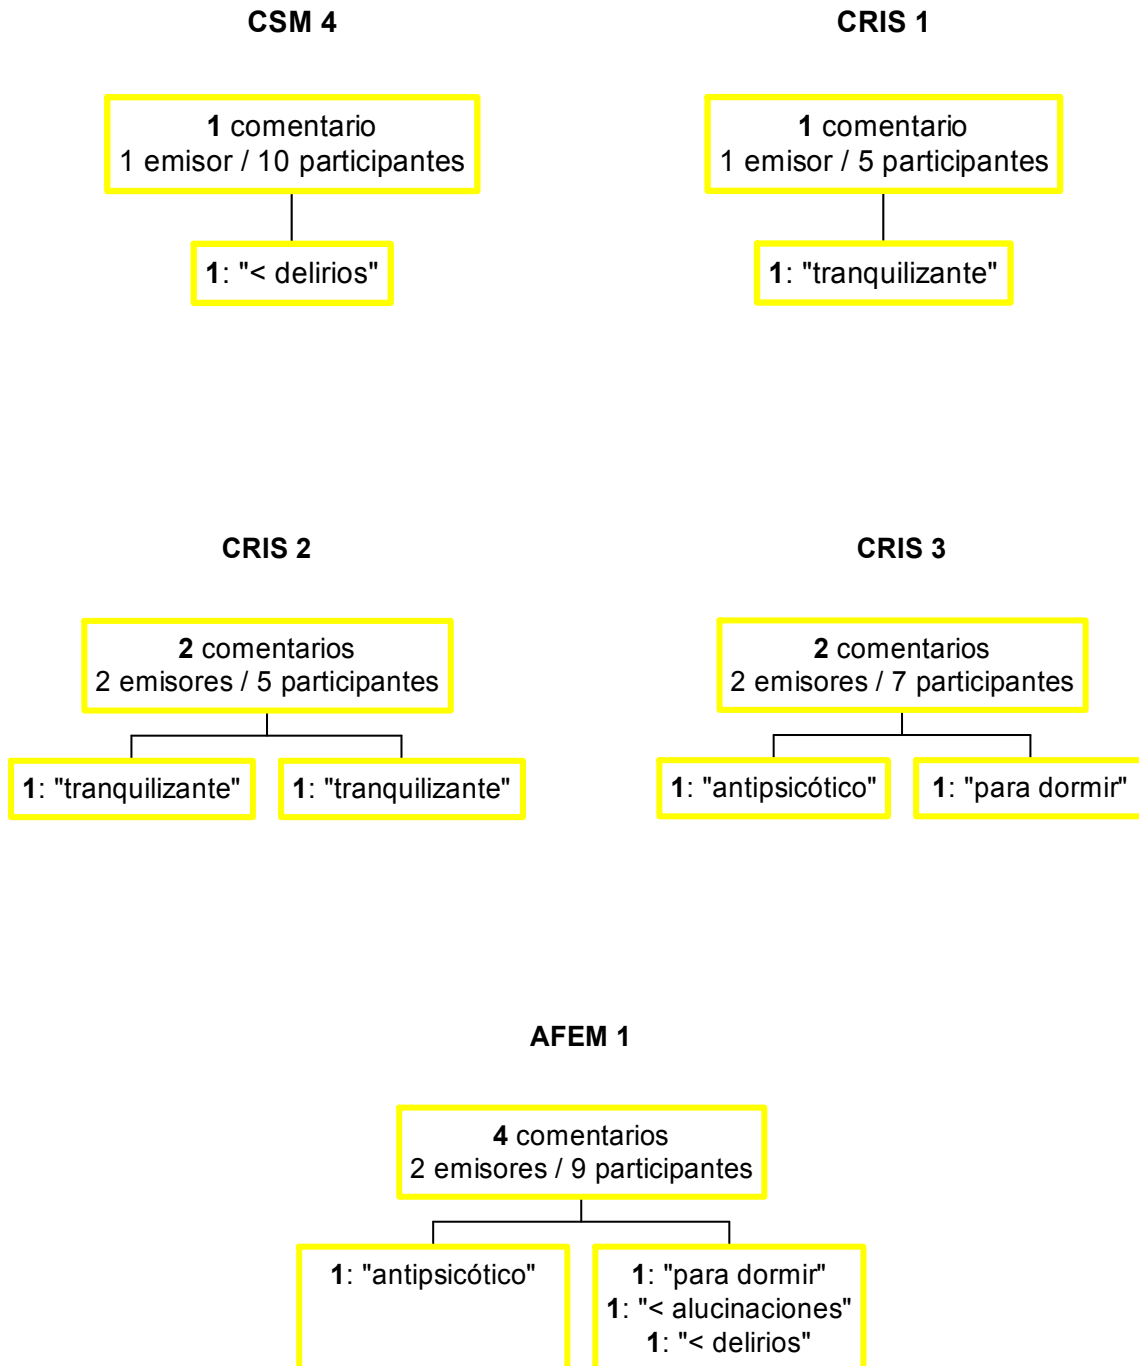 CSM 4
1 comentario
1 emisor / 10 participantes
1: "< delirios"
CRIS 1
1 comentario
1 emisor / 5 participantes
1: "tranquilizante"
CRIS 2
2 comentarios
2 emisores / 5 participantes
1: "tranquilizante"
1: "tranquilizante"
CRIS 3
2 comentarios
2 emisores / 7 participantes
1: "antipsicótico"
1: "para dormir"
AFEM 1
4 comentarios
2 emisores / 9 participantes
1: "antipsicótico"
1: "para dormir"
1: "< alucinaciones"
1: "< delirios"